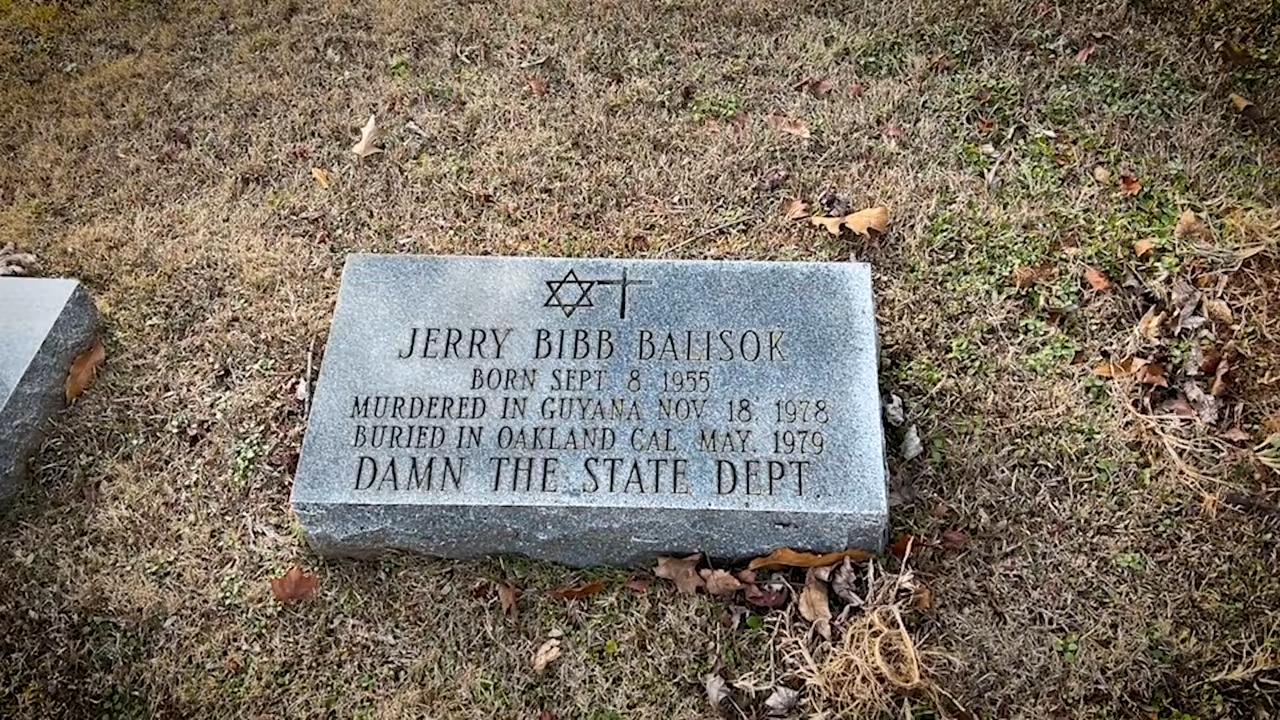 JERRY BIBB BALISOK
BORN SEPT. 8, 1955
MURDERED IN GUYANA NOV. 18, 1978
BURIED IN OAKLAND CAL. MAY, 1979
DAMN THE STATE DEPT.